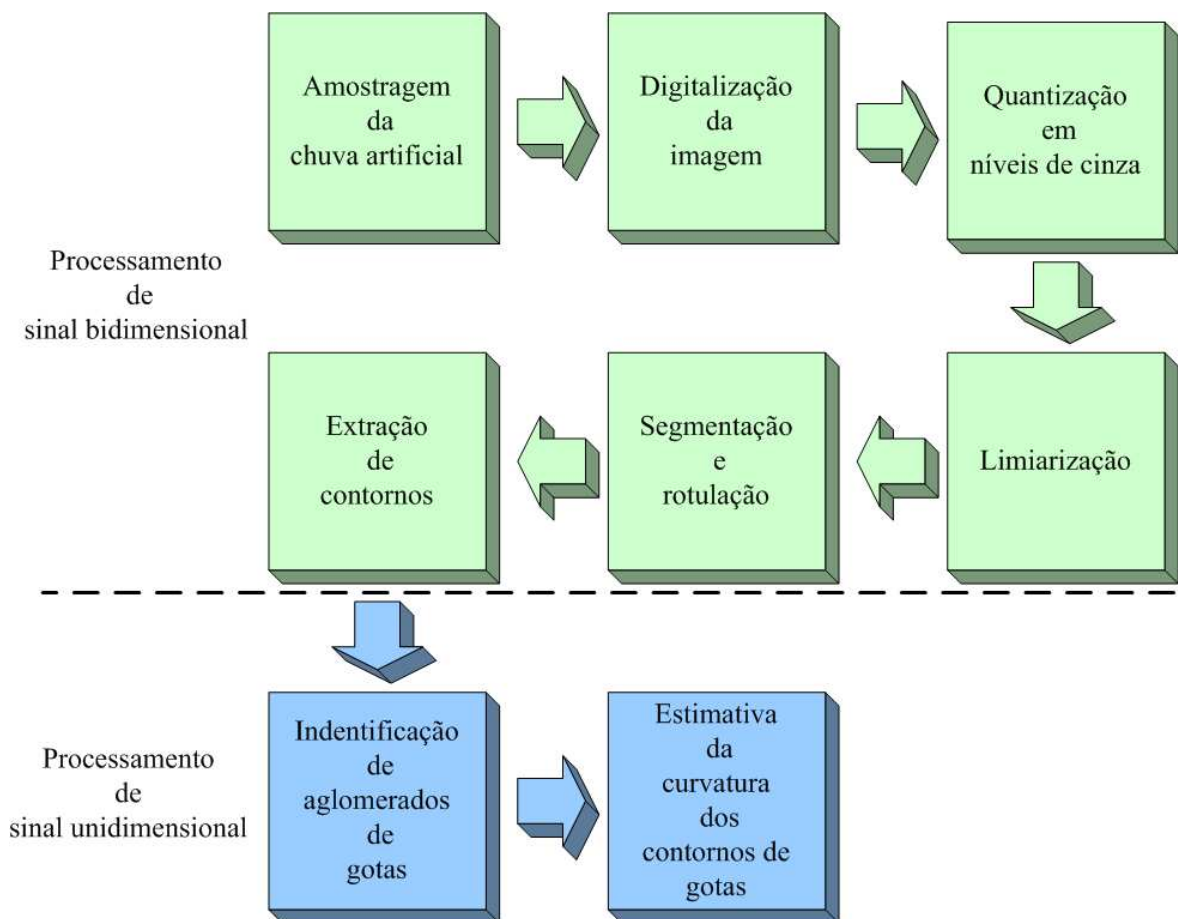 Amostragem
da
chuva artificial
Digitalização
da
imagem
Quantização
em
níveis de cinza
Processamento
de
sinal bidimensional
Extração
de
contornos
Segmentação
e
rotulação
Limiarização
Processamento
de
sinal unidimensional
Indentificação
de
aglomerados
de
gotas
Estimativa
da
curvatura
dos
contornos de
gotas